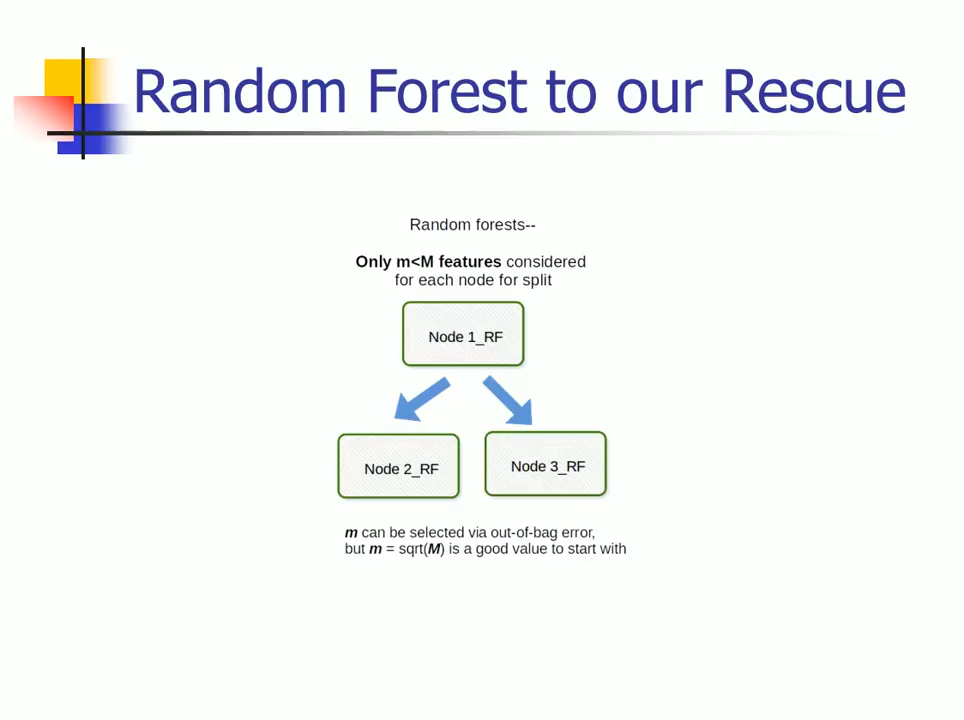 Random Forest to our Rescue
Random forests--
Only m<M features considered
for each node for split
Node 1_RF
Node 2_RF
Node 3_RF
m can be selected via out-of-bag error,
but m = sqrt(M) is a good value to start with